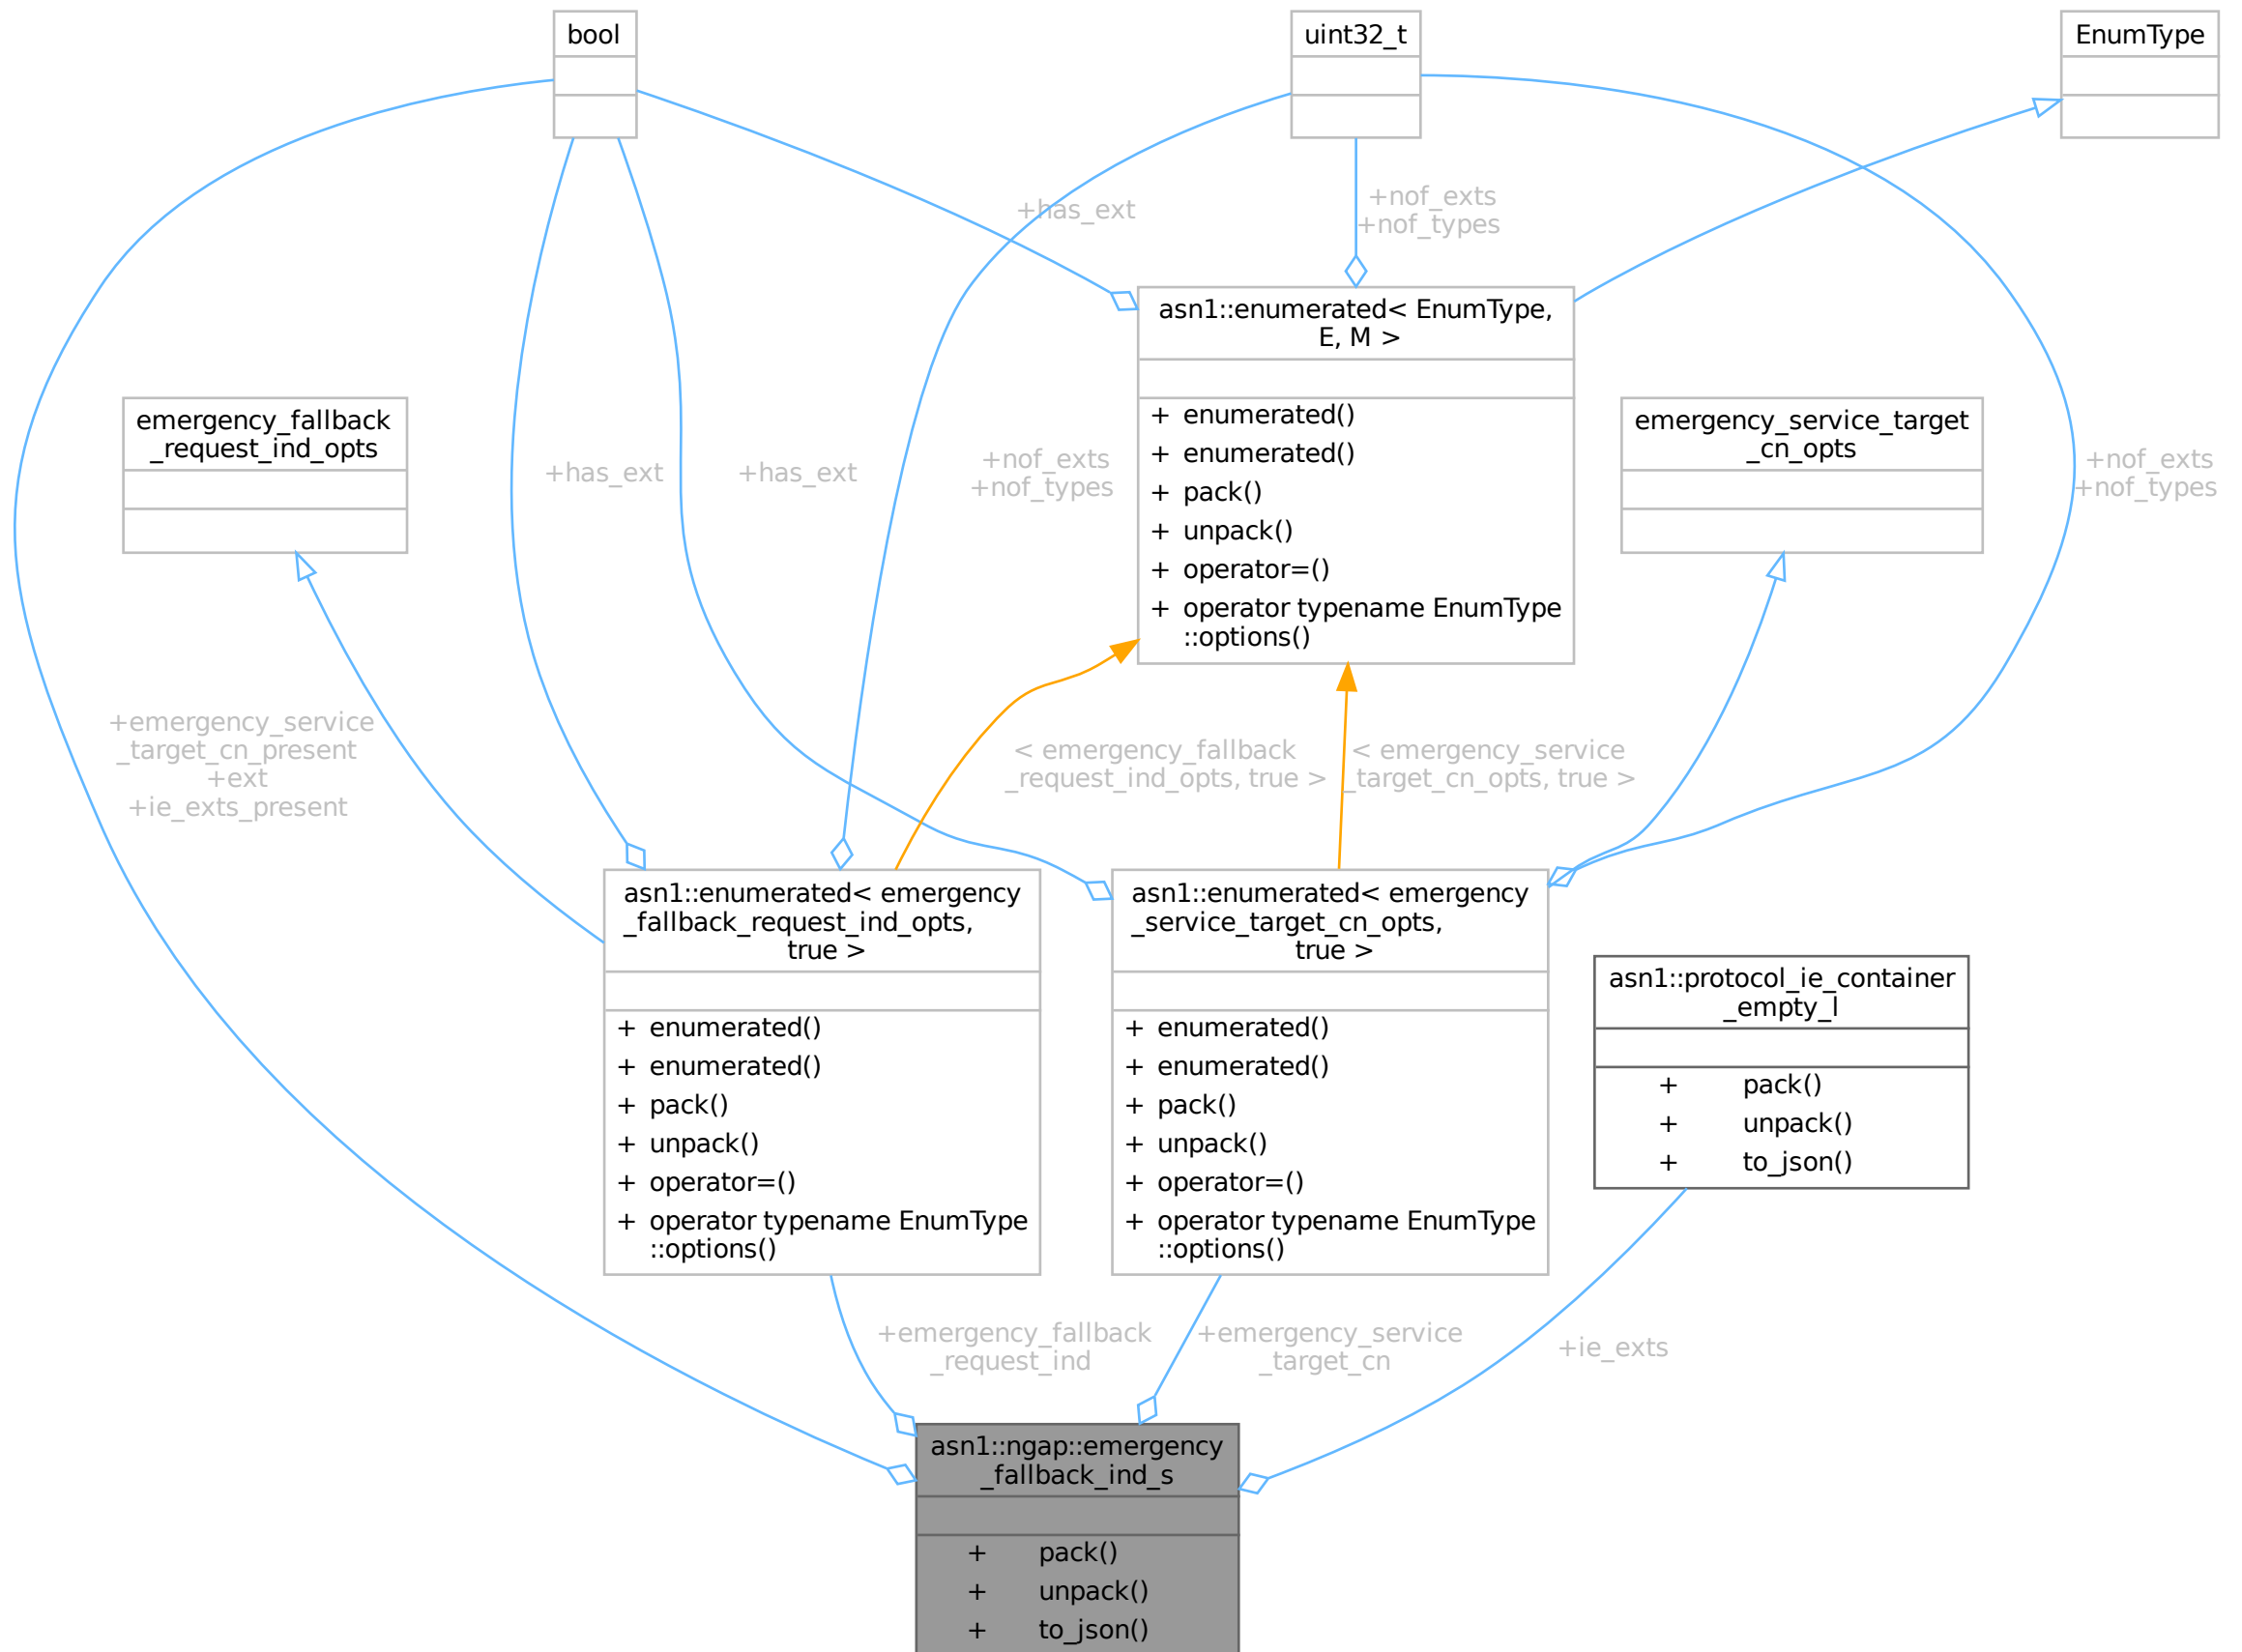 bool
uint32_t
EnumType
+has_ext
+nof_exts
+nof_types
asn1::enumerated< EnumType,
E, M >
+ enumerated()
+ enumerated()
+ pack()
+ unpack()
+ operator=()
+ operator typename EnumType
::options()
emergency_fallback
_request_ind_opts
+has_ext
+has_ext
+nof_exts
+nof_types
emergency_service_target
_cn_opts
+nof_exts
+nof_types
+emergency_service
_target_cn_present
+ext
+ie_exts_present
< emergency_fallback
_request_ind_opts, true >
< emergency_service
_target_cn_opts, true >
asn1::enumerated< emergency
_fallback_request_ind_opts,
true >
+ enumerated()
+ enumerated()
+ pack()
+ unpack()
+ operator=()
+ operator typename EnumType
::options()
asn1::enumerated< emergency
_service_target_cn_opts,
true >
+ enumerated()
+ enumerated()
+ pack()
+ unpack()
+ operator=()
+ operator typename EnumType
::options()
asn1::protocol_ie_container
_empty_l
+ pack()
+ unpack()
+ to_json()
+emergency_fallback
_request_ind
+emergency_service
_target_cn
+ie_exts
asn1::ngap::emergency
_fallback_ind_s
+ pack()
+ unpack()
+ to_json()